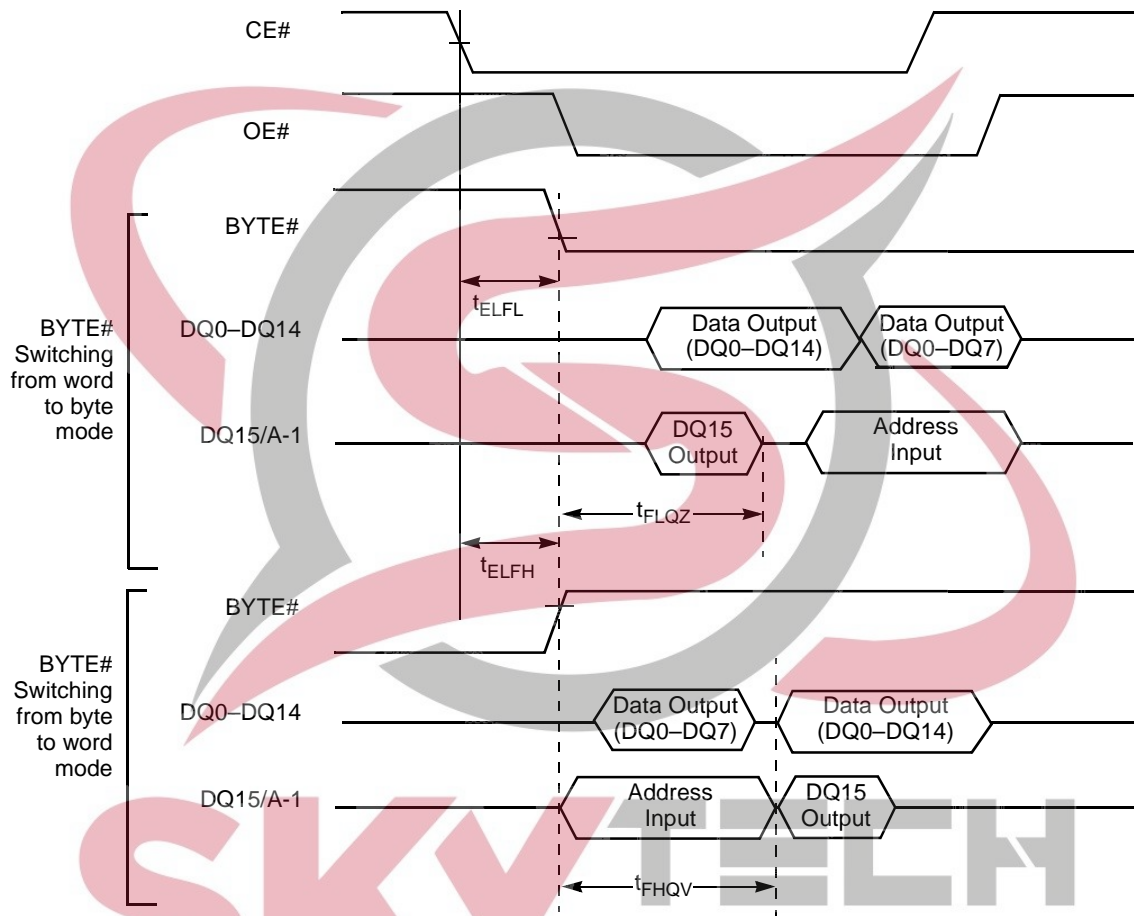 CE#
OE#
BYTE#
tELFL
DQ0–DQ14
Data Output
(DQ0–DQ14)
Data Output
(DQ0–DQ7)
BYTE#
Switching
from word
to byte
mode
DQ15/A-1
DQ15
Output
Address
Input
tFLQZ
tELFH
BYTE#
BYTE#
Switching
from byte
to word
mode
DQ0–DQ14
Data Output
(DQ0–DQ7)
Data Output
(DQ0–DQ14)
DQ15/A-1
Address
Input
DQ15
Output
tFHQV
SKYTECH